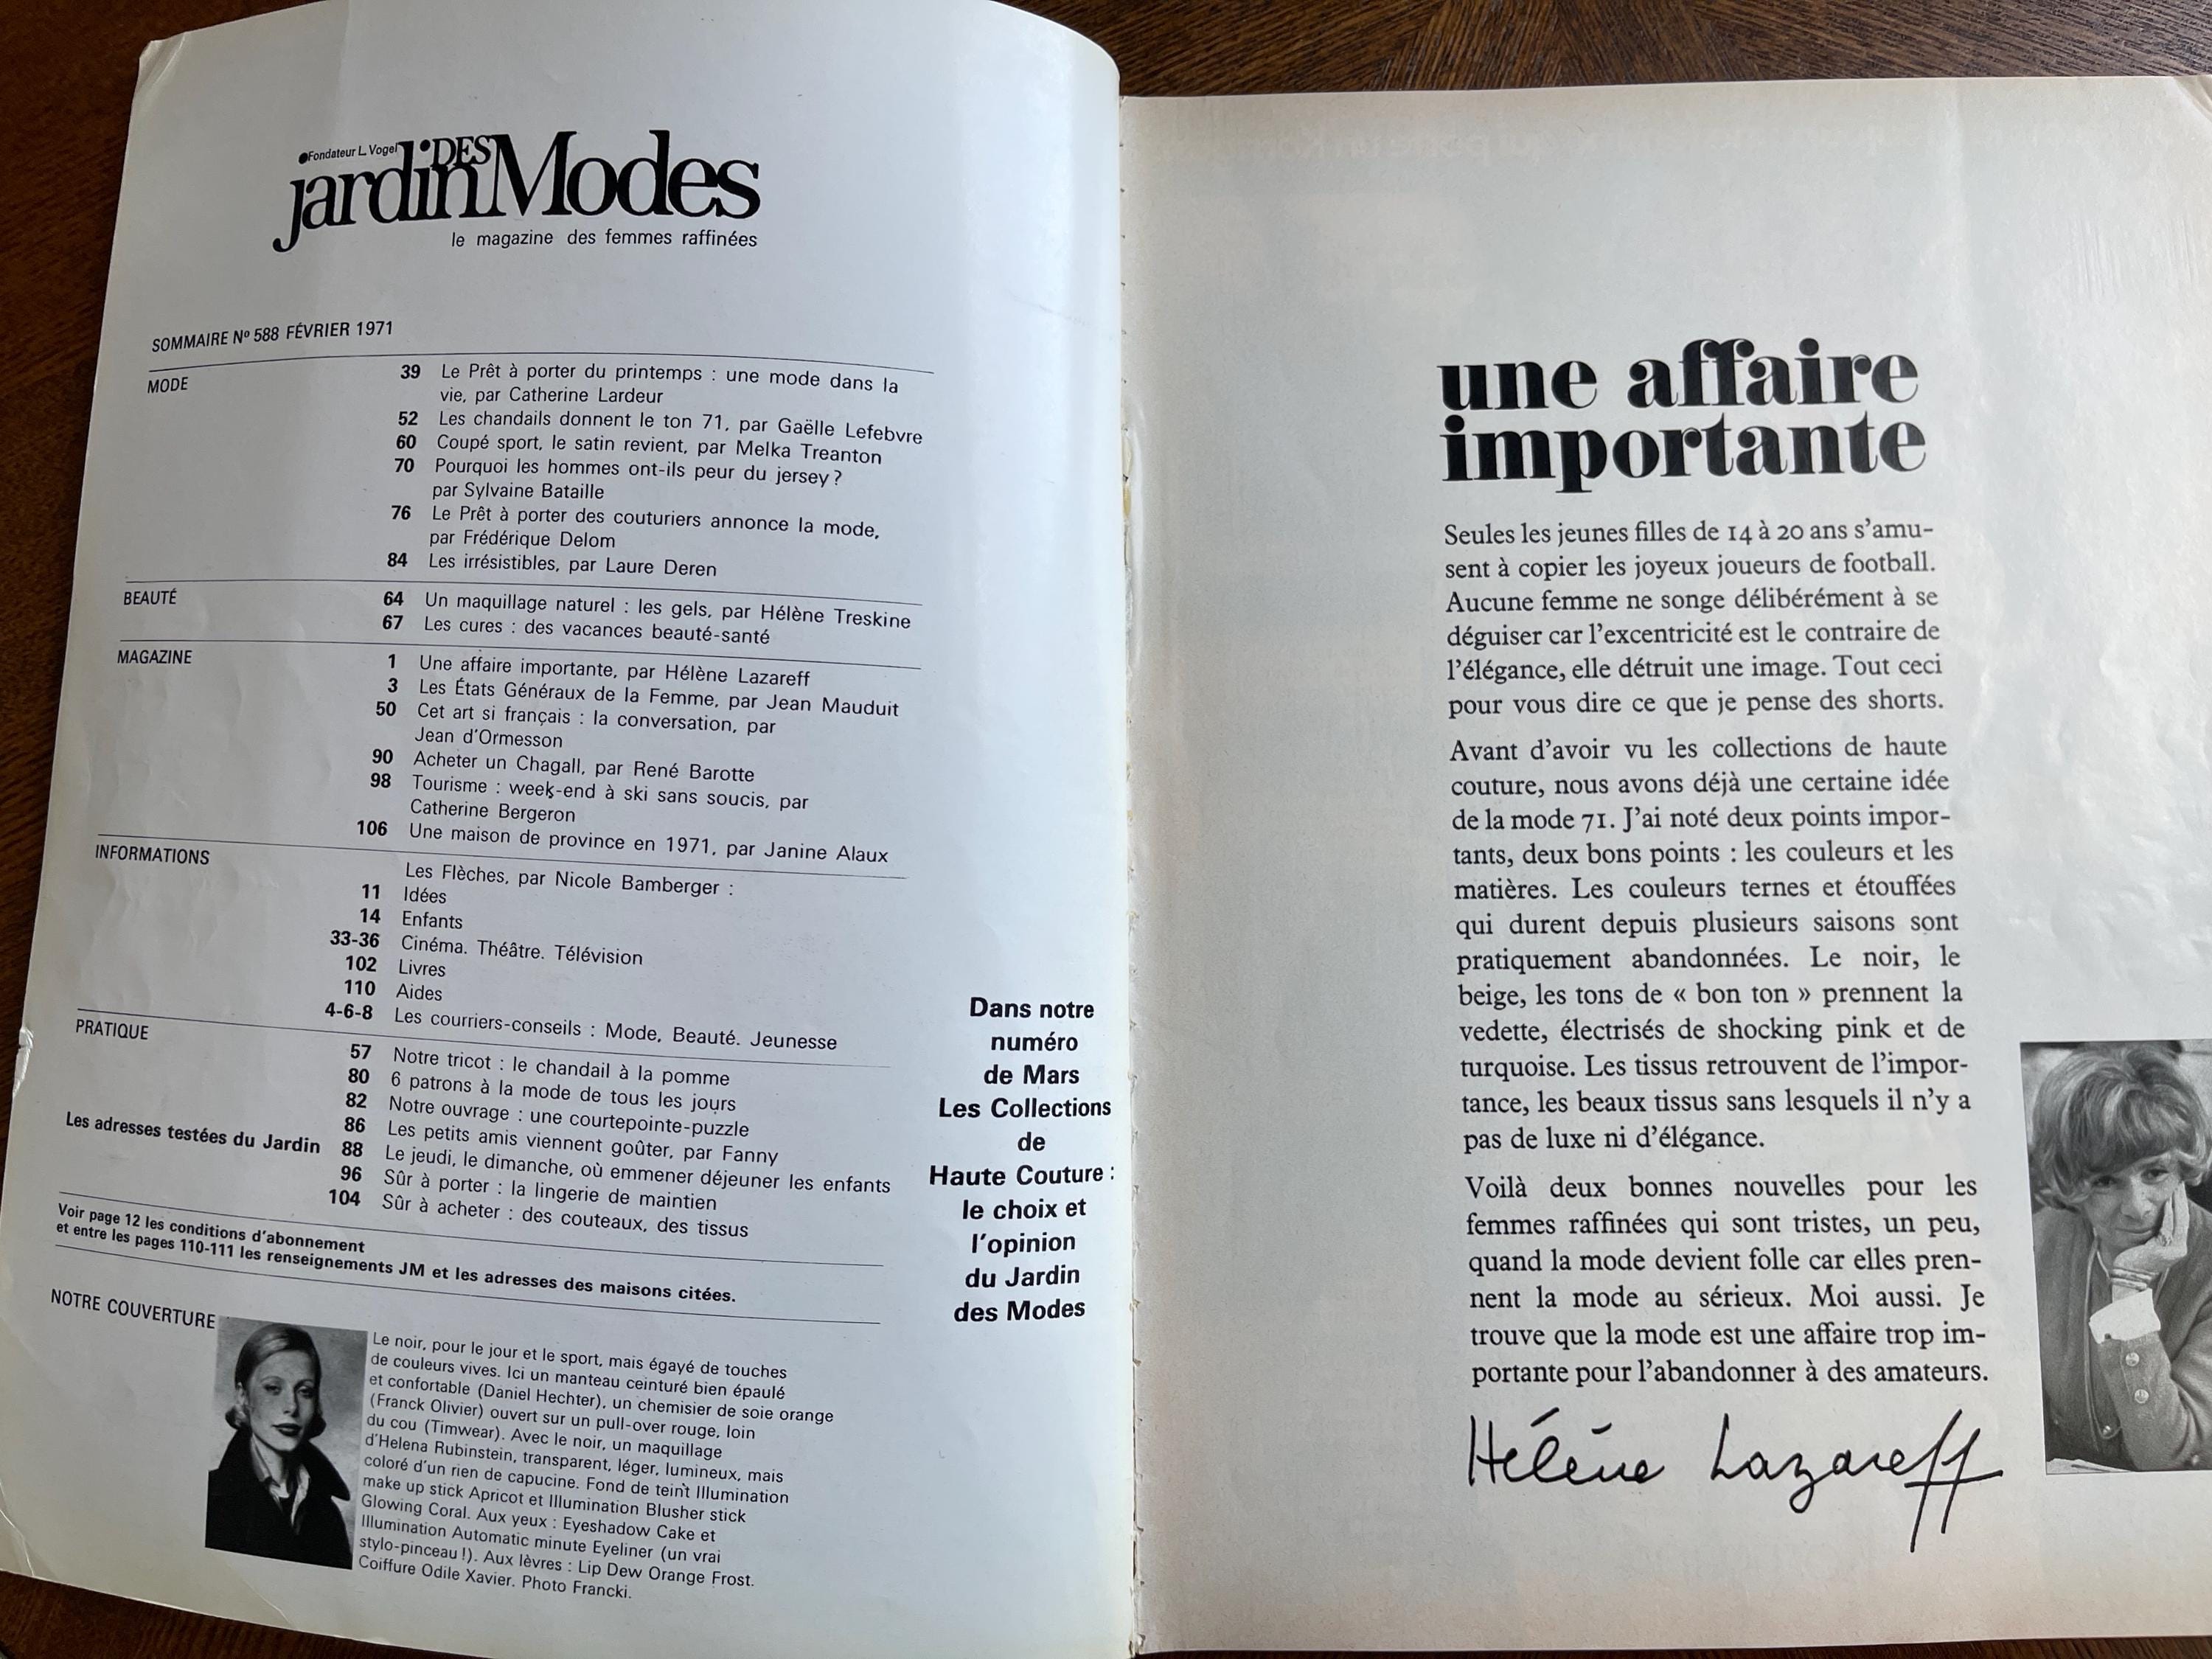 ●Fondateur L. Vogel
jardin DES Modes
le magazine des femmes raffinées
SOMMAIRE Nº 588 FÉVRIER 1971
MODE
39 Le Prêt à porter du printemps : une mode dans la
vie, par Catherine Lardeur
52 Les chandails donnent le ton 71, par Gaëlle Lefebvre
60 Coupé sport, le satin revient, par Melka Treanton
70 Pourquoi les hommes ont-ils peur du jersey ?
par Sylvaine Bataille
76 Le Prêt à porter des couturiers annonce la mode,
par Frédérique Delom
84 Les irrésistibles, par Laure Deren
BEAUTÉ
64 Un maquillage naturel : les gels, par Hélène Treskine
67 Les cures : des vacances beauté-santé
MAGAZINE
1 Une affaire importante, par Hélène Lazareff
3 Les États Généraux de la Femme, par Jean Mauduit
50 Cet art si français : la conversation, par
Jean d'Ormesson
90 Acheter un Chagall, par René Barotte
98 Tourisme : week-end à ski sans soucis, par
Catherine Bergeron
106 Une maison de province en 1971, par Janine Alaux
INFORMATIONS
Les Flèches, par Nicole Bamberger :
11 Idées
14 Enfants
33-36 Cinéma. Théâtre. Télévision
102 Livres
110 Aides
4-6-8 Les courriers-conseils : Mode, Beauté. Jeunesse
PRATIQUE
57 Notre tricot : le chandail à la pomme
80 6 patrons à la mode de tous les jours
82 Notre ouvrage : une courtepointe-puzzle
86 Les petits amis viennent goûter, par Fanny
Les adresses testées du Jardin 88 Le jeudi, le dimanche, où emmener déjeuner les enfants
96 Sûr à porter : la lingerie de maintien
104 Sûr à acheter : des couteaux, des tissus
Voir page 12 les conditions d'abonnement
et entre les pages 110-111 les renseignements JM et les adresses des maisons citées.
NOTRE COUVERTURE
Le noir, pour le jour et le sport, mais égayé de touches
de couleurs vives. Ici un manteau ceinturé bien épaulé
et confortable (Daniel Hechter), un chemisier de soie orange
(Franck Olivier) ouvert sur un pull-over rouge, loin
du cou (Timwear). Avec le noir, un maquillage
d'Helena Rubinstein, transparent, léger, lumineux, mais
coloré d'un rien de capucine. Fond de teint Illumination
make up stick Apricot et Illumination Blusher stick
Glowing Coral. Aux yeux : Eyeshadow Cake et
Illumination Automatic minute Eyeliner (un vrai
stylo-pinceau !). Aux lèvres : Lip Dew Orange Frost.
Coiffure Odile Xavier. Photo Francki.
Dans notre
numéro
de Mars
Les Collections
de
Haute Couture :
le choix et
l'opinion
du Jardin
des Modes
une affaire
importante
Seules les jeunes filles de 14 à 20 ans s'amu-
sent à copier les joyeux joueurs de football.
Aucune femme ne songe délibérément à se
déguiser car l'excentricité est le contraire de
l'élégance, elle détruit une image. Tout ceci
pour vous dire ce que je pense des shorts.
Avant d'avoir vu les collections de haute
couture, nous avons déjà une certaine idée
de la mode 71. J'ai noté deux points impor-
tants, deux bons points : les couleurs et les
matières. Les couleurs ternes et étouffées
qui durent depuis plusieurs saisons sont
pratiquement abandonnées. Le noir, le
beige, les tons de « bon ton » prennent la
vedette, électrisés de shocking pink et de
turquoise. Les tissus retrouvent de l'impor-
tance, les beaux tissus sans lesquels il n'y a
pas de luxe ni d'élégance.
Voilà deux bonnes nouvelles pour les
femmes raffinées qui sont tristes, un peu,
quand la mode devient folle car elles pren-
nent la mode au sérieux. Moi aussi. Je
trouve que la mode est une affaire trop im-
portante pour l'abandonner à des amateurs.
Hélène Lazareff